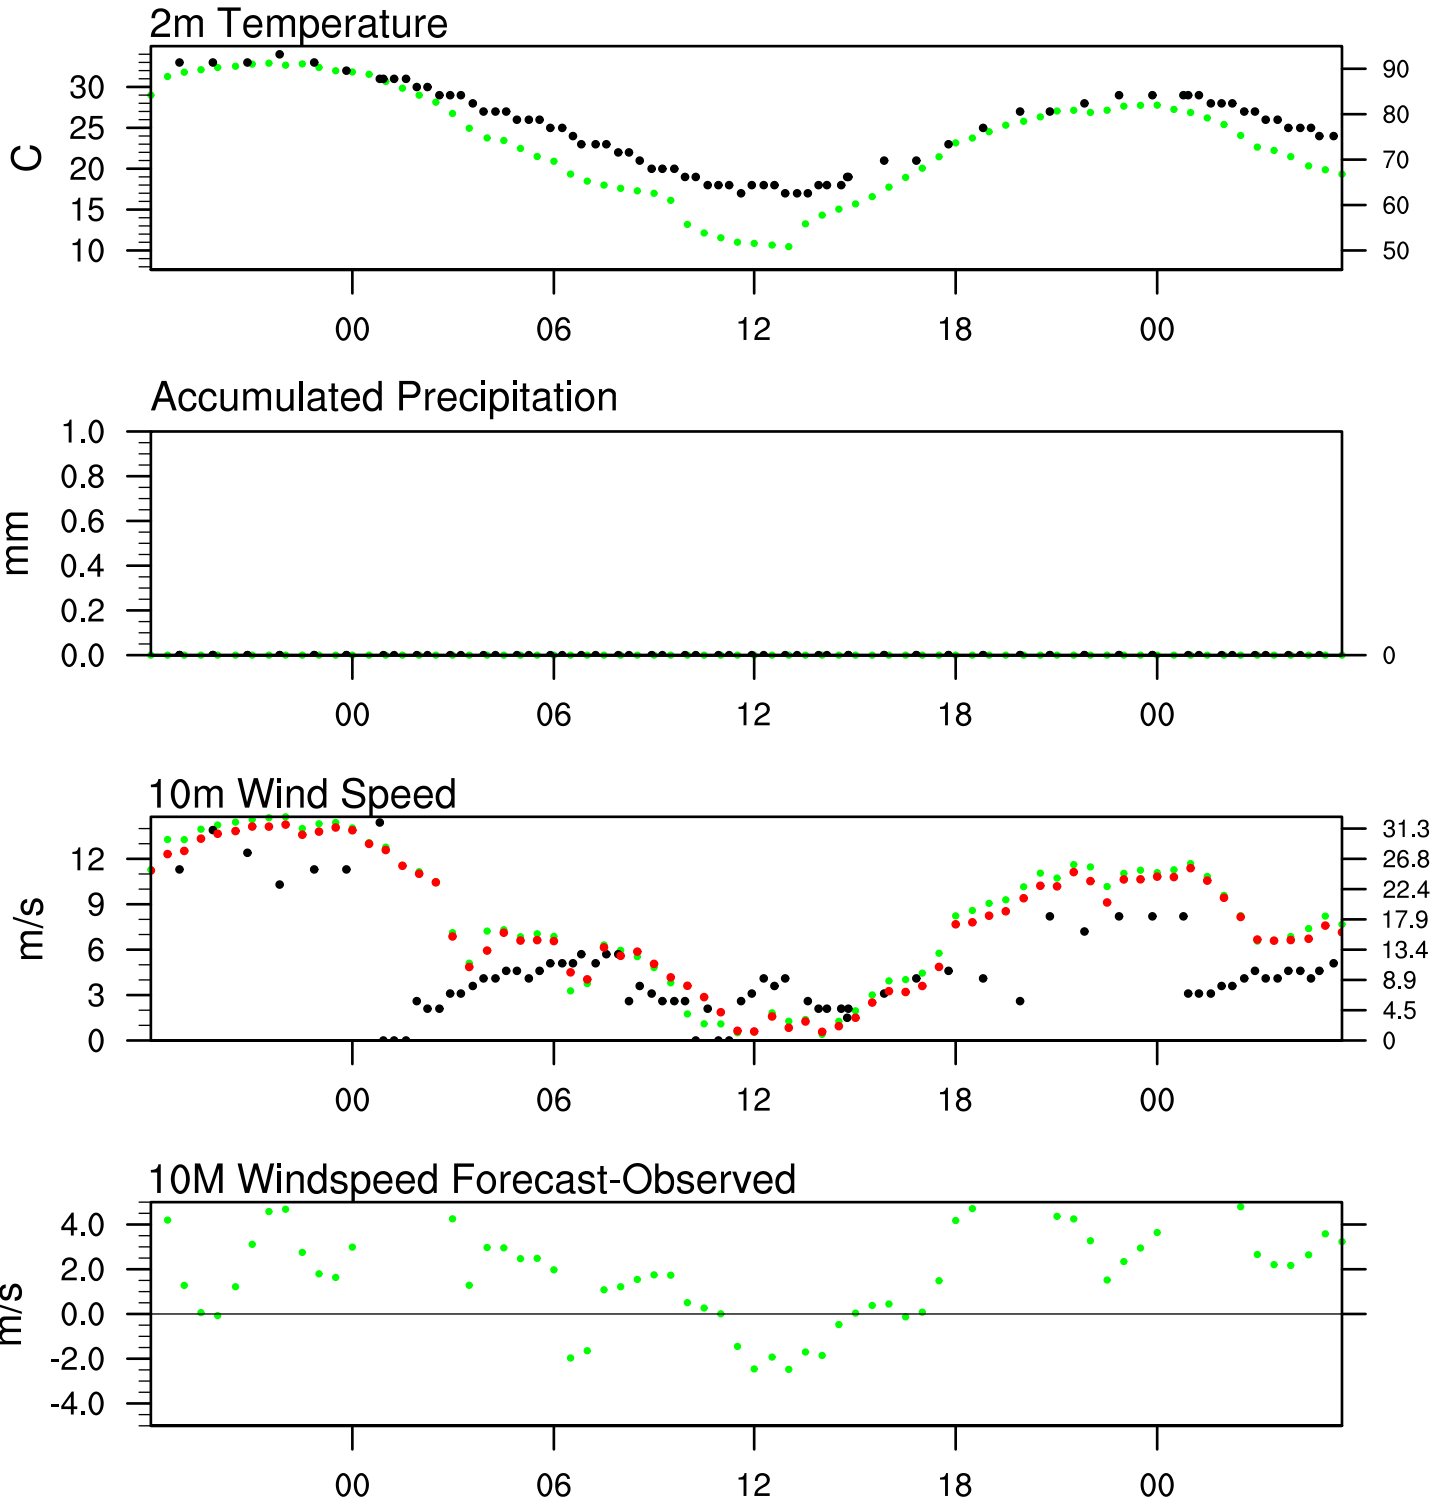 2m Temperature
30
25
20
15
10
C
90
80
70
60
50
00 06 12 18 00
Accumulated Precipitation
1.0
0.8
0.6
0.4
0.2
0.0
mm
0
00 06 12 18 00
10m Wind Speed
12
9
6
3
0
m/s
31.3
26.8
22.4
17.9
13.4
8.9
4.5
0
00 06 12 18 00
10M Windspeed Forecast-Observed
4.0
2.0
0.0
-2.0
-4.0
m/s
00 06 12 18 00